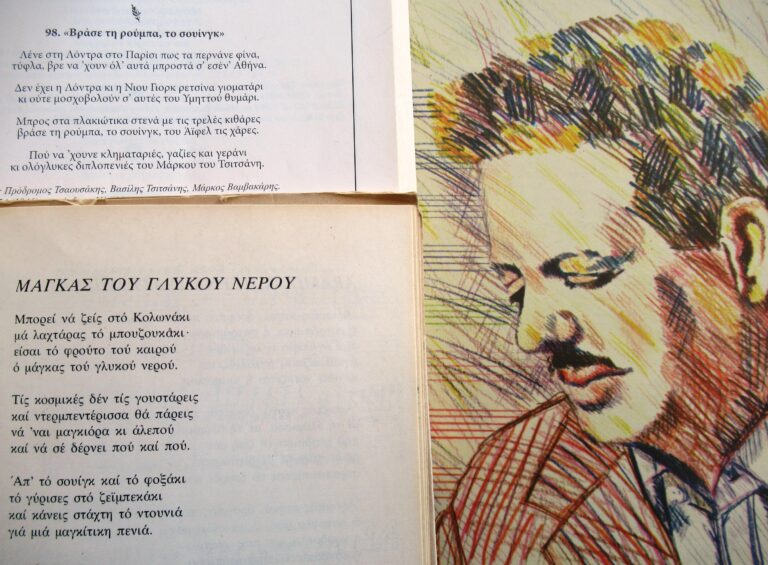 98. «Βράσε τη ρούμπα, το σουίνγκ»
Λένε στη Λόντρα στο Παρίσι πως τα περνάνε φίνα,
τύφλα, βρε να 'χουν όλ' αυτά μπροστά σ' εσέν' Αθήνα.
Δεν έχει η Λόντρα κι η Νιου Γιορκ ρετσίνα γιοματάρι
κι ούτε μοσχοβολούν σ' αυτές του Υμηττού θυμάρι.
Μπρος στα πλακιώτικα στενά με τις τρελές κιθάρες
βράσε τη ρούμπα, το σουίνγκ, του Άϊφελ τις χάρες.
Πού να 'χουνε κληματαριές, γαζίες και γεράνι
κι ολόγλυκες διπλοπενιές του Μάρκου του Τσιτσάνη.
: Πρόδρομος Τσαουσάκης, Βασίλης Τσιτσάνης, Μάρκος Βαμβακάρης.
ΜΑΓΚΑΣ ΤΟΥ ΓΛΥΚΟΥ ΝΕΡΟΥ
Μπορεί νά ζεῖς στό Κολωνάκι
μά λαχτάρας τό μπουζουκάκι·
εἶσαι τό φροῦτο τοῦ καιροῦ
ὁ μάγκας τοῦ γλυκοῦ νεροῦ.
Τίς κοσμικές δέν τίς γουστάρεις
καί ντερμπεντέρισσα θά πάρεις
νά 'ναι μαγκιόρα κι ἀλεπού
καί νά σέ δέρνει πού καί πού.
Ἀπ' τό σουίγκ καί τό φοξάκι
τό γύρισες στό ζεϊμπεκάκι
καί κάνεις στάχτη τό ντουνιά
γιά μιά μαγκίτικη πενιά.